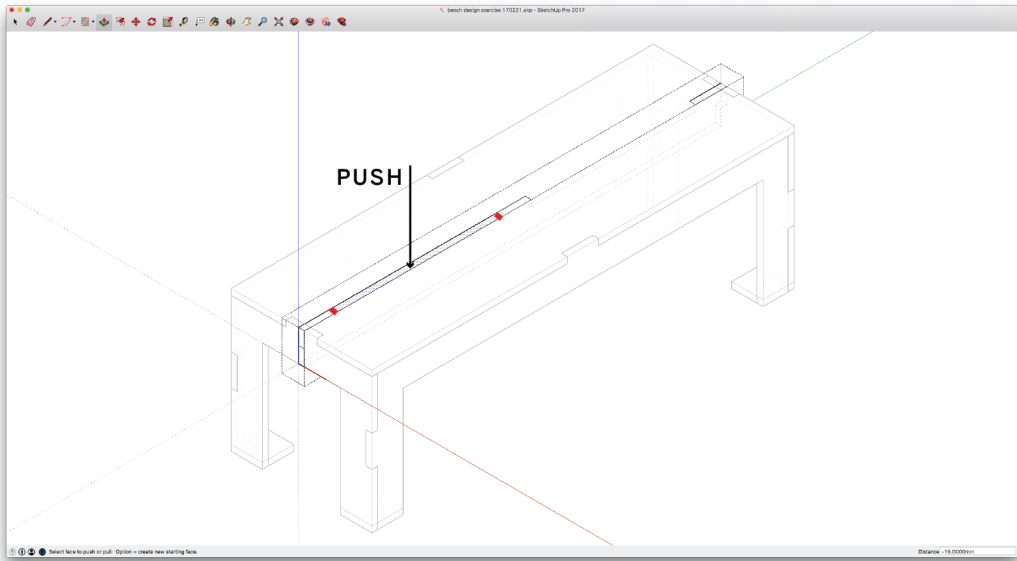 bench design exercise 170221.skp - SketchUp Pro 2017
PUSH
Select face to push or pull. Option = create new starting face.
Distance -19.0000mm